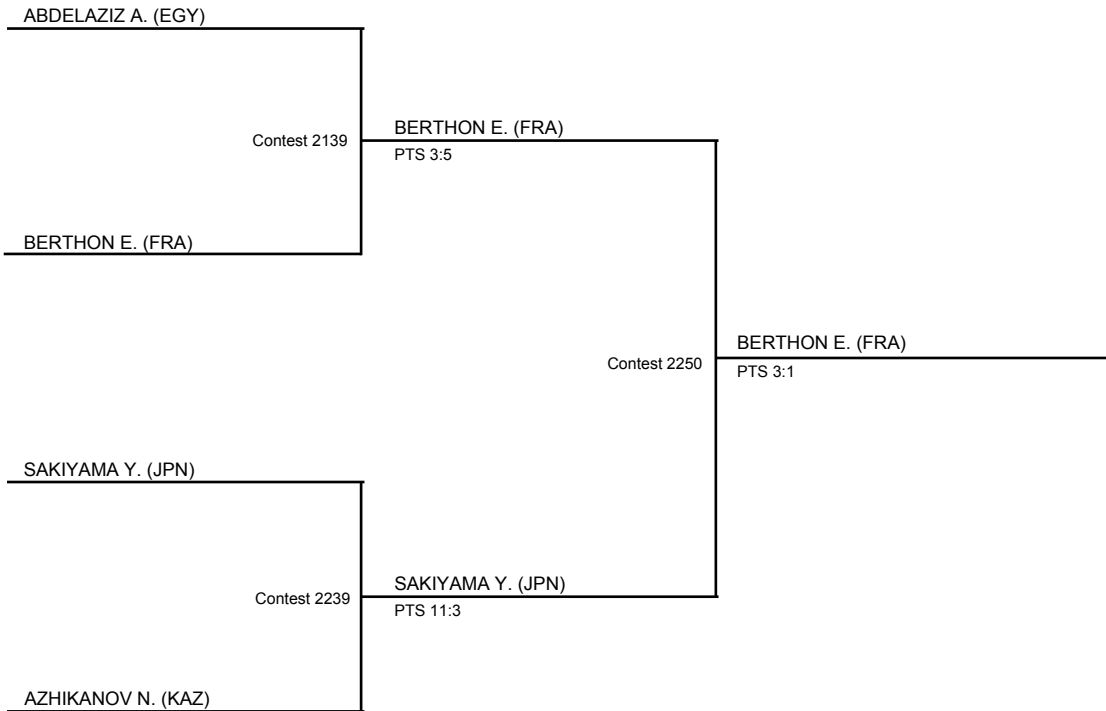 ABDELAZIZ A. (EGY)
Contest 2139
BERTHON E. (FRA)
PTS 3:5
BERTHON E. (FRA)
Contest 2250
BERTHON E. (FRA)
PTS 3:1
SAKIYAMA Y. (JPN)
Contest 2239
SAKIYAMA Y. (JPN)
PTS 11:3
AZHIKANOV N. (KAZ)